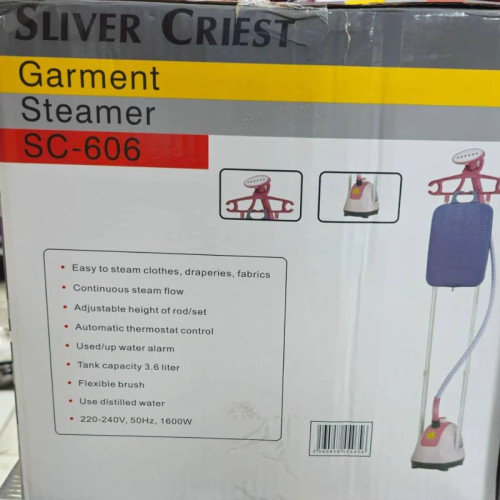 SLIVER CRIEST
Garment
Steamer
SC-606
• Easy to steam clothes, draperies, fabrics
• Continuous steam flow
• Adjustable height of rod/set
• Automatic thermostat control
• Used/up water alarm
• Tank capacity 3.6 liter
• Flexible brush
• Use distilled water
• 220-240V, 50Hz, 1600W